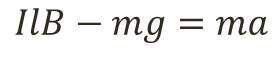 IlB − mg = ma